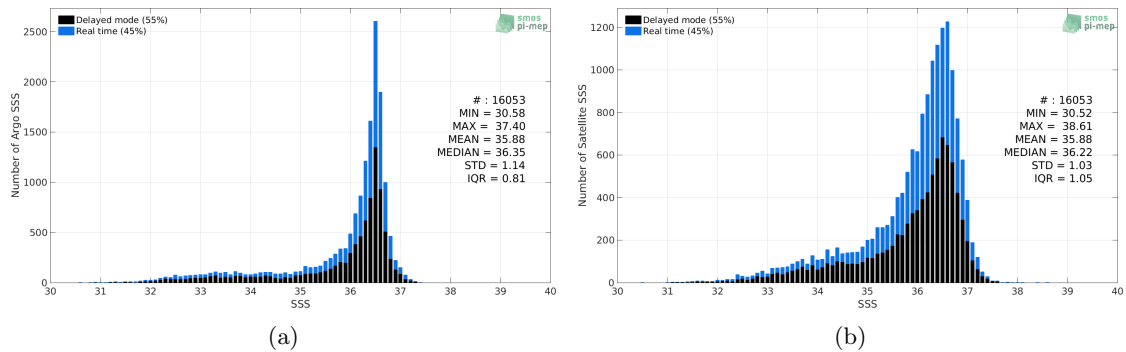 Delayed mode (55%)
Real time (45%)
smos
pi-mep
# : 16053
MIN = 30.58
MAX = 37.40
MEAN = 35.88
MEDIAN = 36.35
STD = 1.14
IQR = 0.81
Number of Argo SSS
2500
2000
1500
1000
500
0
30 31 32 33 34 35 36 37 38 39 40
SSS
(a)
Delayed mode (55%)
Real time (45%)
smos
pi-mep
# : 16053
MIN = 30.52
MAX = 38.61
MEAN = 35.88
MEDIAN = 36.22
STD = 1.03
IQR = 1.05
Number of Satellite SSS
1200
1000
800
600
400
200
0
30 31 32 33 34 35 36 37 38 39 40
SSS
(b)